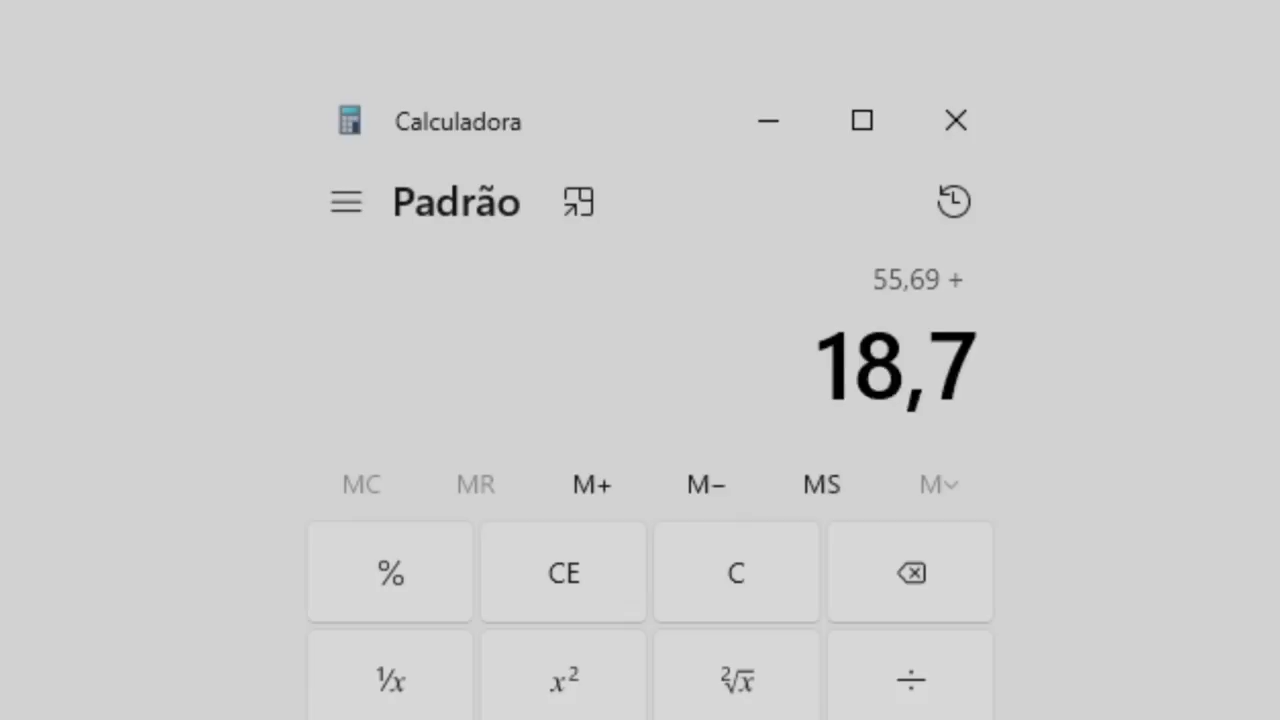 Calculadora
Padrão
55,69 +
18,7
MC MR M+ M− MS M
% CE C
¹⁄x x² ²√x ÷